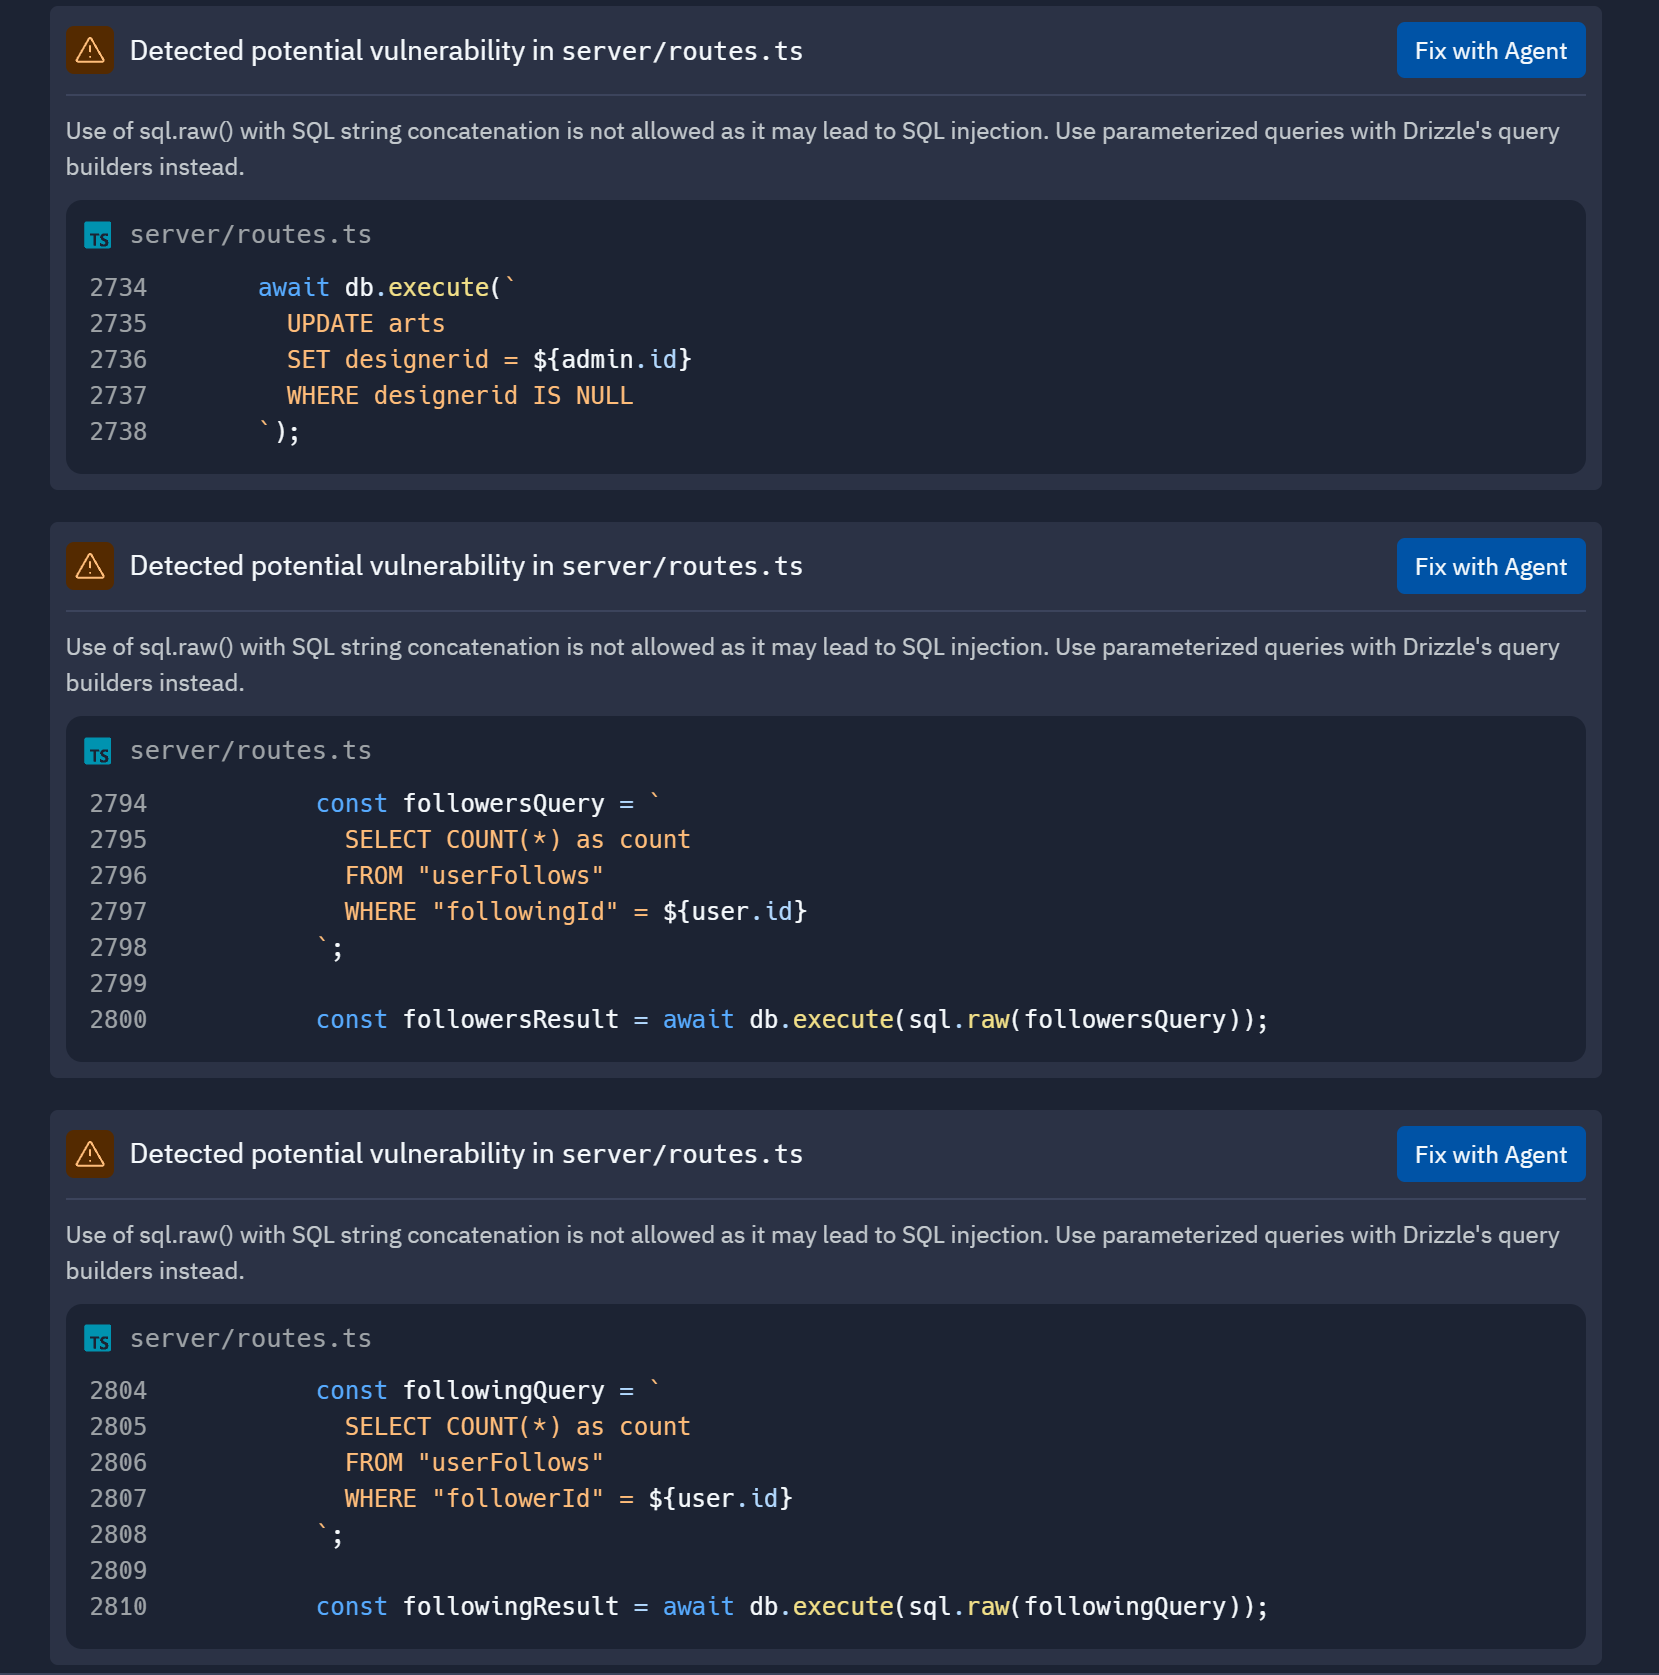 Detected potential vulnerability in server/routes.ts
Fix with Agent
Use of sql.raw() with SQL string concatenation is not allowed as it may lead to SQL injection. Use parameterized queries with Drizzle's query
builders instead.
TS server/routes.ts
2734 await db.execute(`
2735 UPDATE arts
2736 SET designerid = ${admin.id}
2737 WHERE designerid IS NULL
2738 `);
Detected potential vulnerability in server/routes.ts
Fix with Agent
Use of sql.raw() with SQL string concatenation is not allowed as it may lead to SQL injection. Use parameterized queries with Drizzle's query
builders instead.
TS server/routes.ts
2794 const followersQuery = `
2795 SELECT COUNT(*) as count
2796 FROM "userFollows"
2797 WHERE "followingId" = ${user.id}
2798 `;
2799
2800 const followersResult = await db.execute(sql.raw(followersQuery));
Detected potential vulnerability in server/routes.ts
Fix with Agent
Use of sql.raw() with SQL string concatenation is not allowed as it may lead to SQL injection. Use parameterized queries with Drizzle's query
builders instead.
TS server/routes.ts
2804 const followingQuery = `
2805 SELECT COUNT(*) as count
2806 FROM "userFollows"
2807 WHERE "followerId" = ${user.id}
2808 `;
2809
2810 const followingResult = await db.execute(sql.raw(followingQuery));